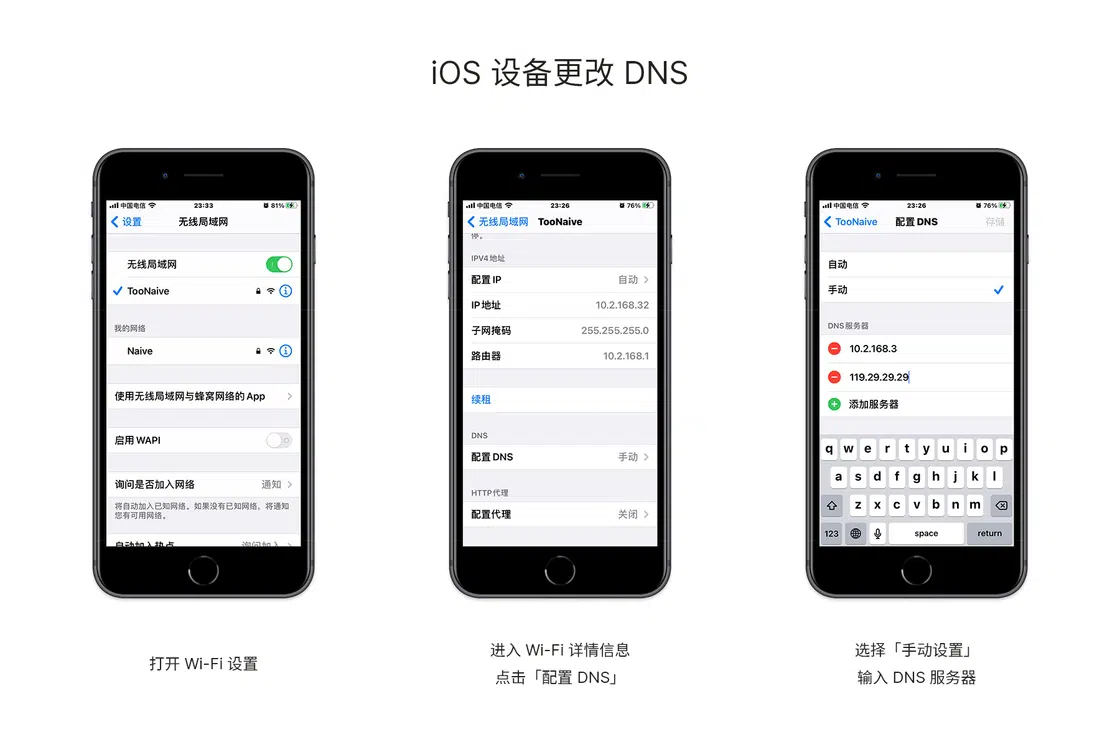 iOS 设备更改 DNS
中国电信 23:33 81%
设置 无线局域网
无线局域网
TooNaive
我的网络
Naive
使用无线局域网与蜂窝网络的 App
启用 WAPI
询问是否加入网络 通知
将自动加入已知网络。如果没有已知网络，将通知
您有可用网络。
自动加入热点 询问加入
打开 Wi-Fi 设置
中国电信 23:26 76%
无线局域网 TooNaive
IPV4 地址
配置 IP 自动
IP 地址 10.2.168.32
子网掩码 255.255.255.0
路由器 10.2.168.1
续租
DNS
配置 DNS 手动
HTTP 代理
配置代理 关闭
进入 Wi-Fi 详情信息
点击「配置 DNS」
中国电信 23:26 76%
TooNaive 配置 DNS 存储
自动
手动
DNS 服务器
10.2.168.3
119.29.29.29
添加服务器
q w e r t y u i o p
a s d f g h j k l
z x c v b n m
123 space return
选择「手动设置」
输入 DNS 服务器